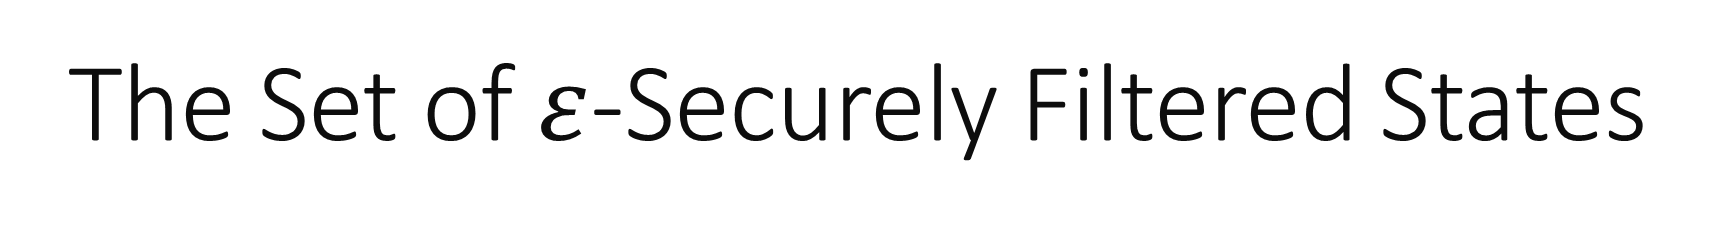 The Set of 𝜺-Securely Filtered States